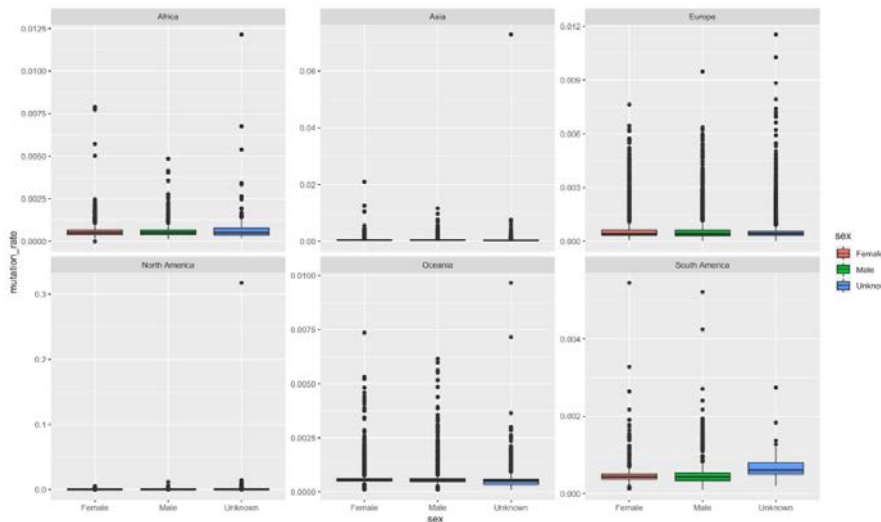 Africa
Asia
Europe
0.0125
0.0100
0.0075
0.0050
0.0025
0.0000
0.06
0.04
0.02
0.00
0.012
0.009
0.006
0.003
0.000
mutation_rate
North America
Oceania
South America
0.3
0.2
0.1
0.0
0.0100
0.0075
0.0050
0.0025
0.0000
0.004
0.002
0.000
Female
Male
Unknown
Female
Male
Unknown
Female
Male
Unknown
sex
sex
Female
Male
Unknow